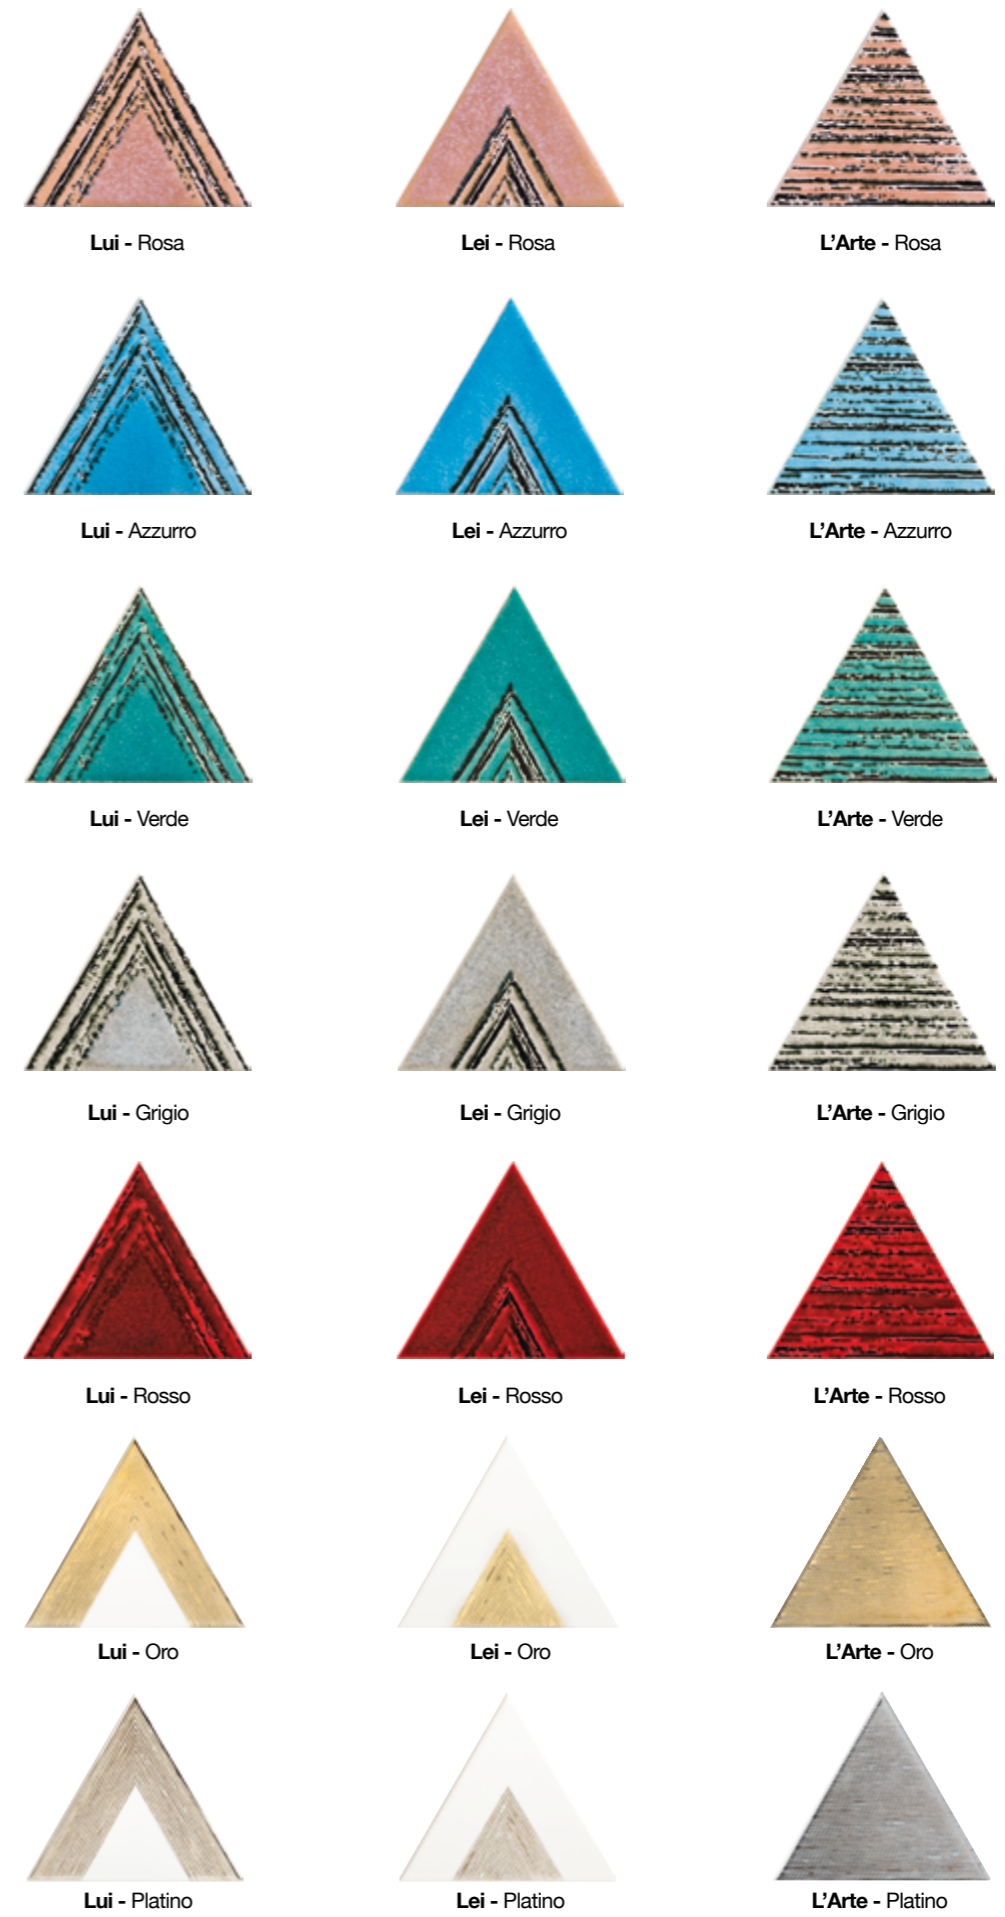 Lui - Rosa
Lei - Rosa
L’Arte - Rosa
Lui - Azzurro
Lei - Azzurro
L’Arte - Azzurro
Lui - Verde
Lei - Verde
L’Arte - Verde
Lui - Grigio
Lei - Grigio
L’Arte - Grigio
Lui - Rosso
Lei - Rosso
L’Arte - Rosso
Lui - Oro
Lei - Oro
L’Arte - Oro
Lui - Platino
Lei - Platino
L’Arte - Platino